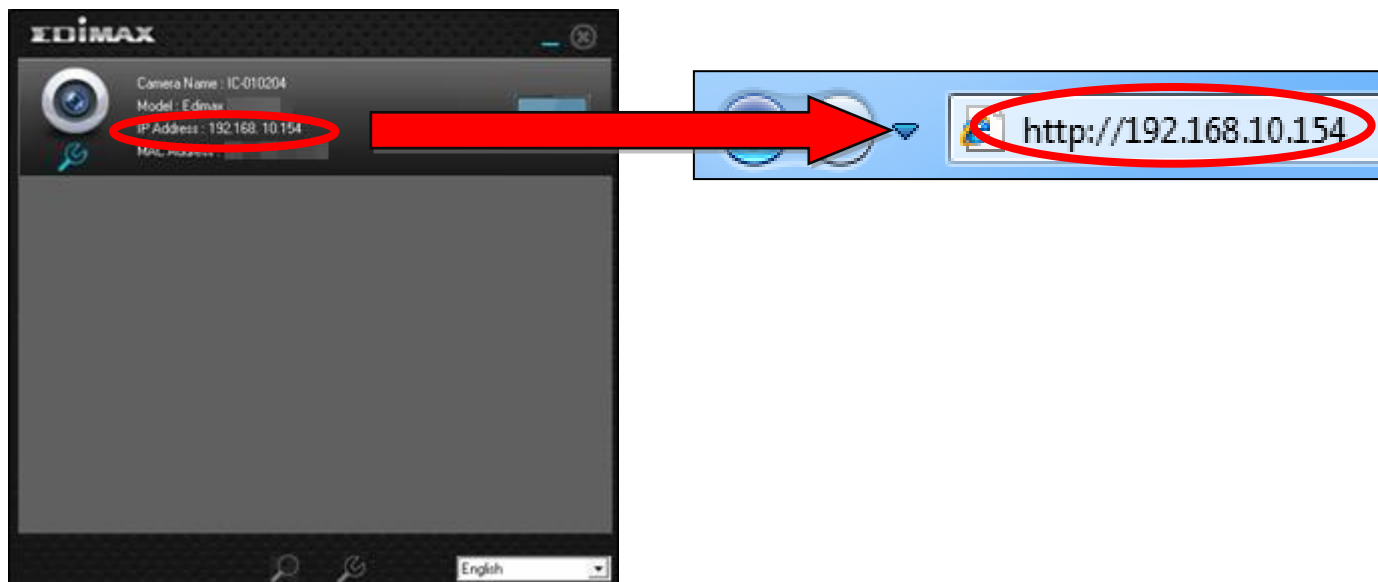 EDIMAX
Camera Name : IC-010204
Model : Edimax
IP Address : 192.168. 10.154
MAC Address :
http://192.168.10.154
English